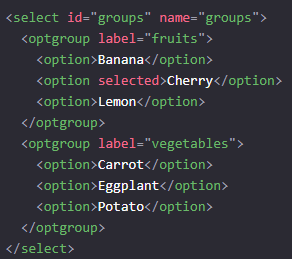 <select id="groups" name="groups">
  <optgroup label="fruits">
    <option>Banana</option>
    <option selected>Cherry</option>
    <option>Lemon</option>
  </optgroup>
  <optgroup label="vegetables">
    <option>Carrot</option>
    <option>Eggplant</option>
    <option>Potato</option>
  </optgroup>
</select>